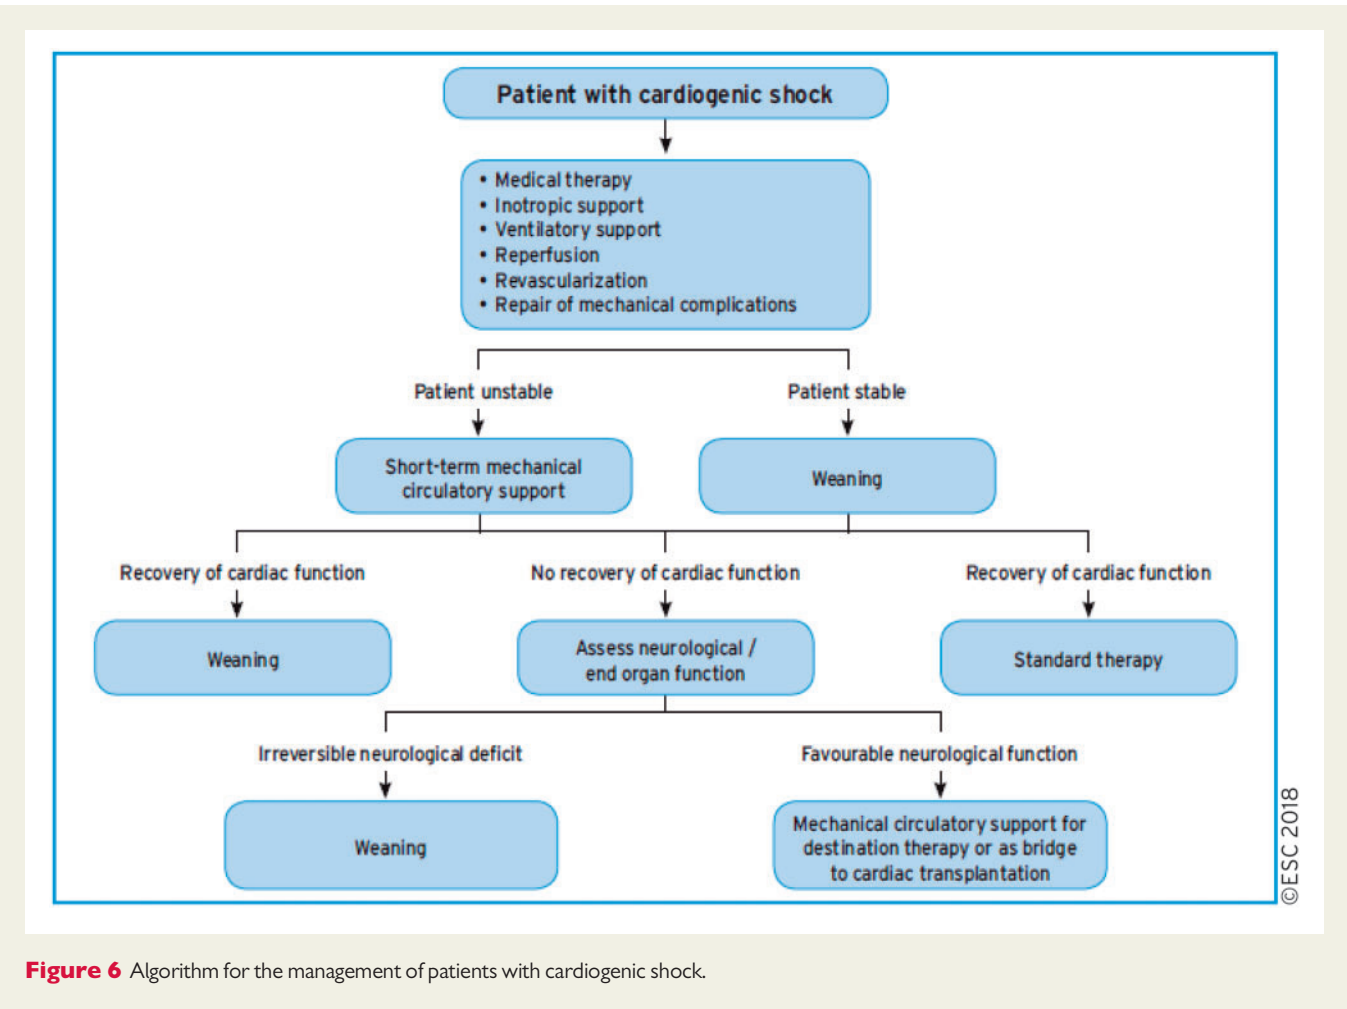 Patient with cardiogenic shock
• Medical therapy
• Inotropic support
• Ventilatory support
• Reperfusion
• Revascularization
• Repair of mechanical complications
Patient unstable
Patient stable
Short-term mechanical
circulatory support
Weaning
Recovery of cardiac function
No recovery of cardiac function
Recovery of cardiac function
Weaning
Assess neurological /
end organ function
Standard therapy
Irreversible neurological deficit
Favourable neurological function
Weaning
Mechanical circulatory support for
destination therapy or as bridge
to cardiac transplantation
©ESC 2018
Figure 6 Algorithm for the management of patients with cardiogenic shock.